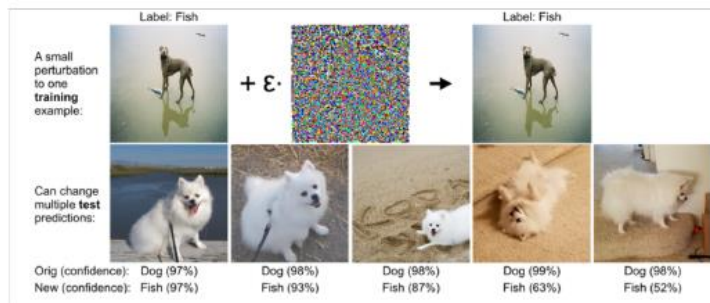 Label: Fish
Label: Fish
A small
perturbation
to one
training
example:
+ ε·
Can change
multiple test
predictions:
Orig (confidence): Dog (97%) Dog (98%) Dog (98%) Dog (99%) Dog (98%)
New (confidence): Fish (97%) Fish (93%) Fish (87%) Fish (63%) Fish (52%)